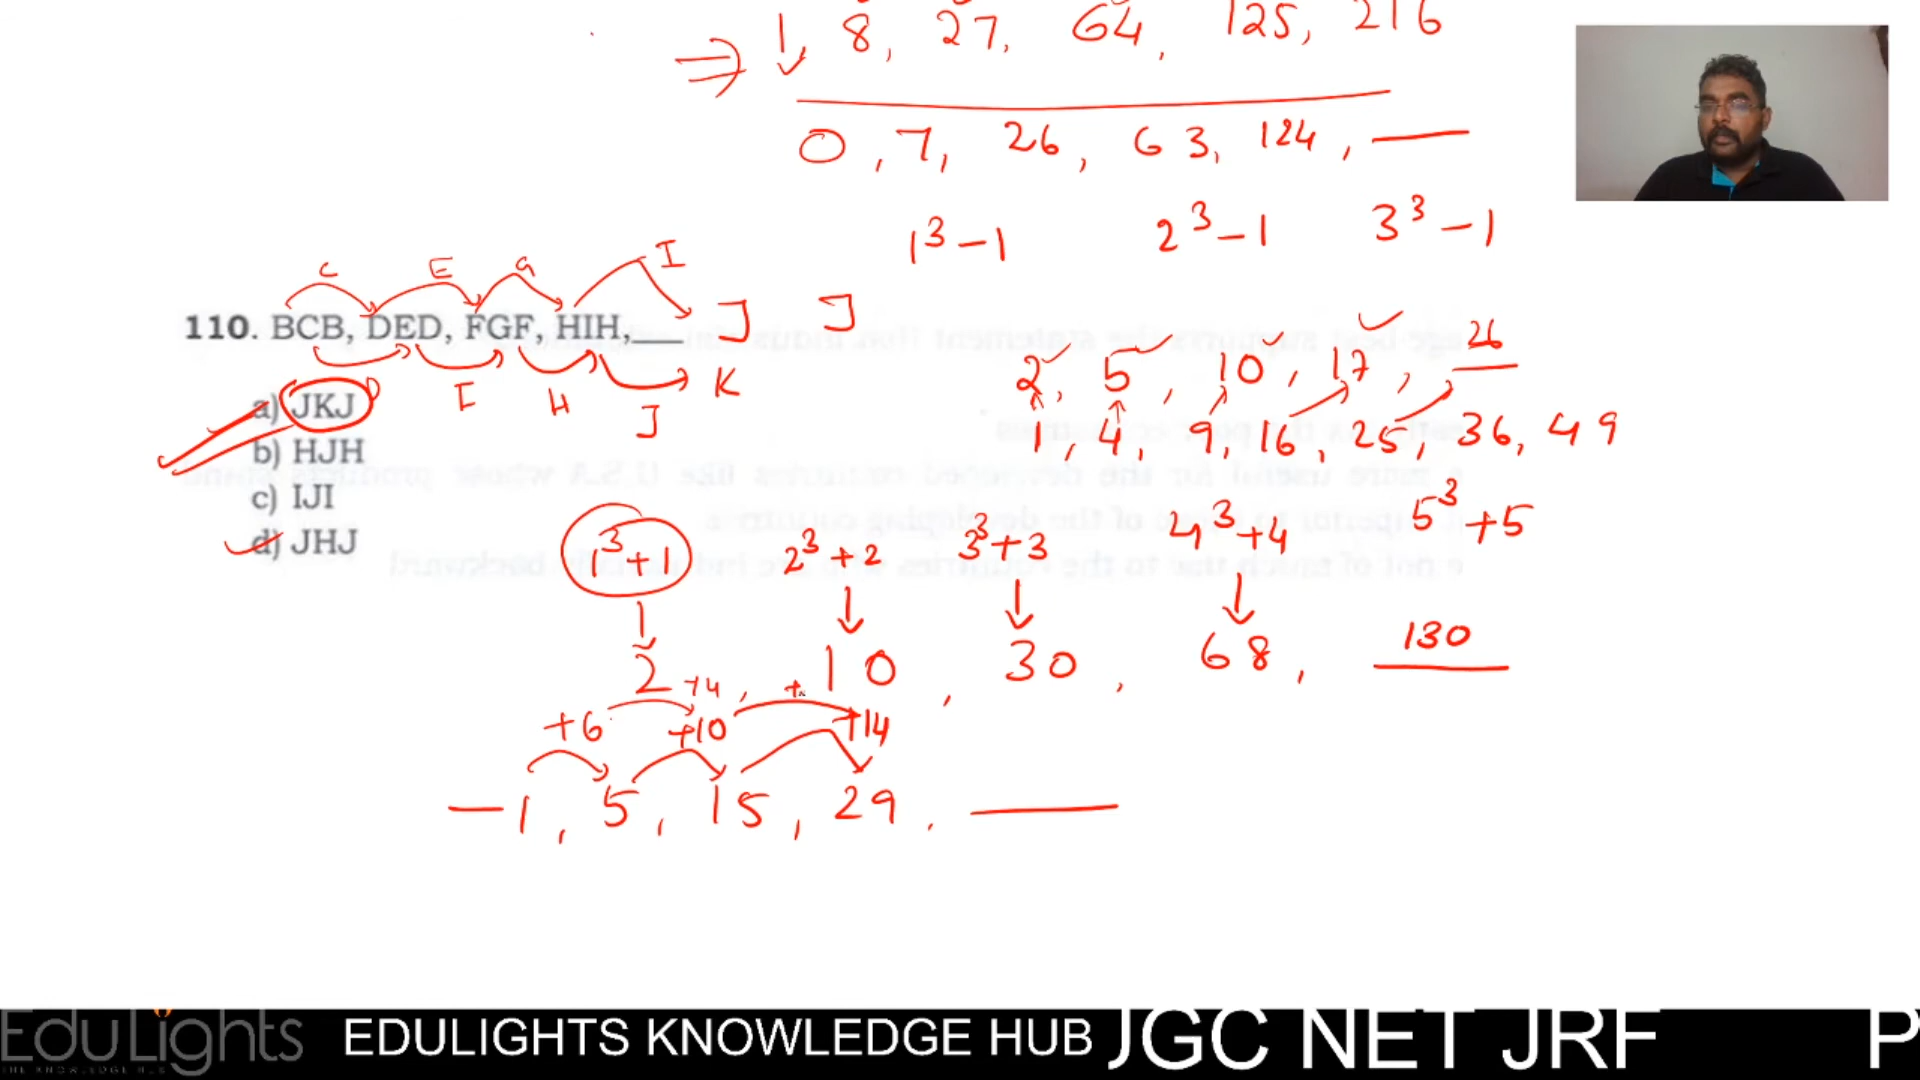 1, 8, 27, 64, 125, 216
0, 7, 26, 63, 124,
1³-1 2³-1 3³-1
C E G I
110. BCB, DED, FGF, HIH, J J
D H J K
a) JKJ
b) HJH
c) IJI
d) JHJ
2, 5, 10, 17, 26
1, 4, 9, 16, 25, 36, 49
1³+1 2³+2 3³+3 4³+4 5³+5
2, 10, 30, 68, 130
+4 +
+6 +10 +14
-1, 5, 15, 29,
EduLights EDULIGHTS KNOWLEDGE HUB JGC NET JRF P